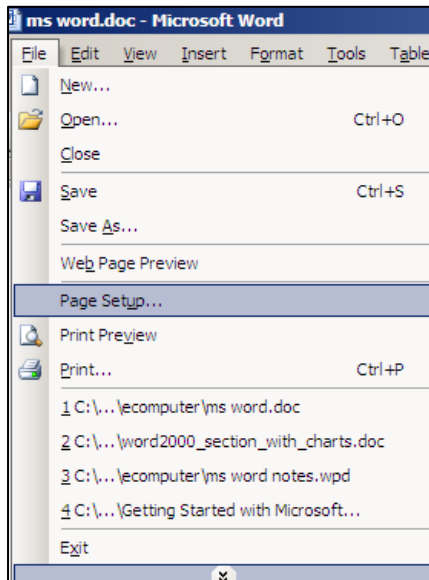 ms word.doc - Microsoft Word
File Edit View Insert Format Tools Table
New...
Open... Ctrl+O
Close
Save Ctrl+S
Save As...
Web Page Preview
Page Setup...
Print Preview
Print... Ctrl+P
1 C:\...\ecomputer\ms word.doc
2 C:\...\word2000_section_with_charts.doc
3 C:\...\ecomputer\ms word notes.wpd
4 C:\...\Getting Started with Microsoft...
Exit